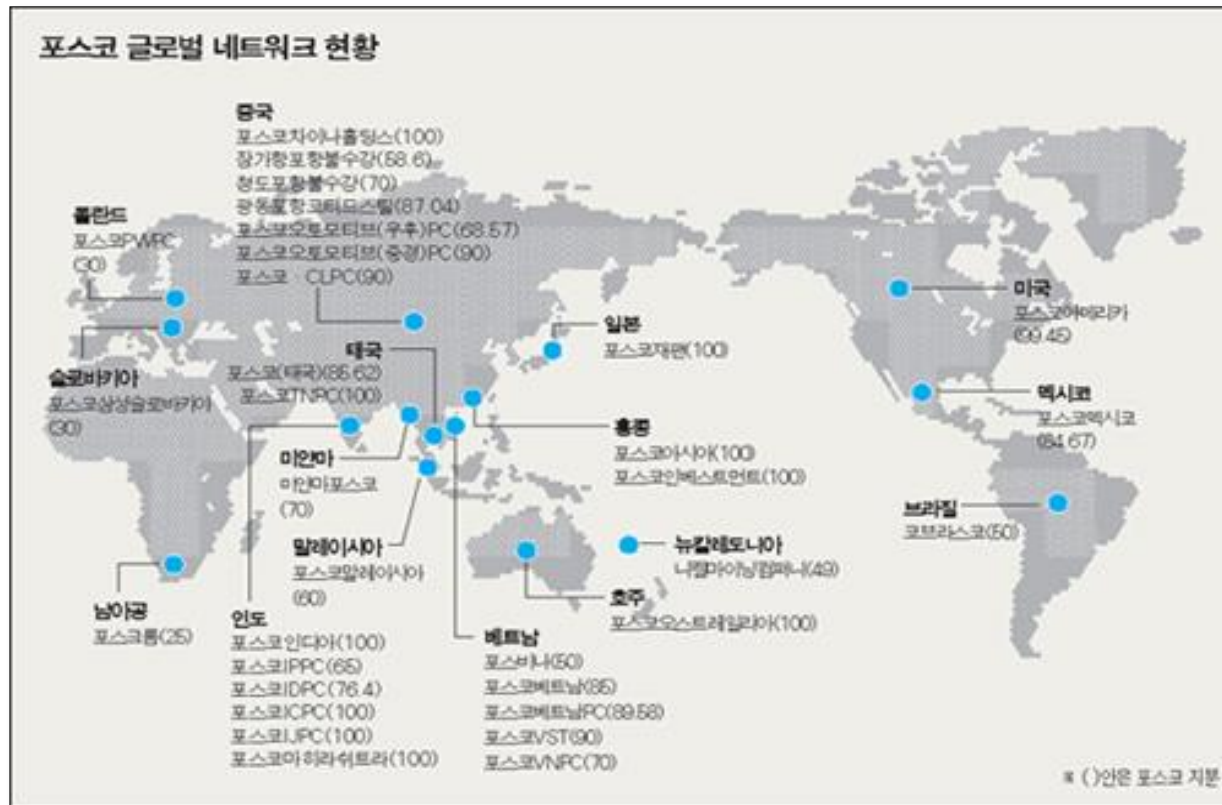 포스코 글로벌 네트워크 현황
중국
포스코차이나홀딩스(100)
장가항포항불수강(58.6)
청도포항불수강(70)
광동포항코티드스틸(87.04)
포스코오토모티브(우후)PC(68.57)
포스코오토모티브(중경)PC(90)
포스코 · CLPC(90)
폴란드
포스코PWPC
(30)
슬로바키아
포스코삼성슬로바키아
(30)
태국
포스코(태국)(85.62)
포스코TNPC(100)
일본
포스코재팬(100)
미국
포스코아메리카
(99.45)
멕시코
포스코멕시코
(84.67)
홍콩
포스코아시아(100)
포스코인베스트먼트(100)
미얀마
미얀마포스코
(70)
말레이시아
포스코말레이시아
(60)
브라질
코브라스코(50)
뉴칼레도니아
니켈마이닝컴퍼니(49)
호주
포스코오스트레일리아(100)
남아공
포스크롬(25)
인도
포스코인디아(100)
포스코IPPC(65)
포스코IDPC(76.4)
포스코ICPC(100)
포스코IJPC(100)
포스코마하라쉬트라(100)
베트남
포스비나(50)
포스코베트남(85)
포스코베트남PC(89.58)
포스코VST(90)
포스코VNPC(70)
※ ( )안은 포스코 지분